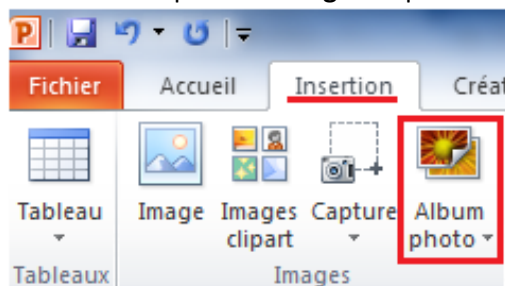 P
Fichier Accueil Insertion Créat
Tableau Image Images clipart Capture Album photo
Tableaux Images